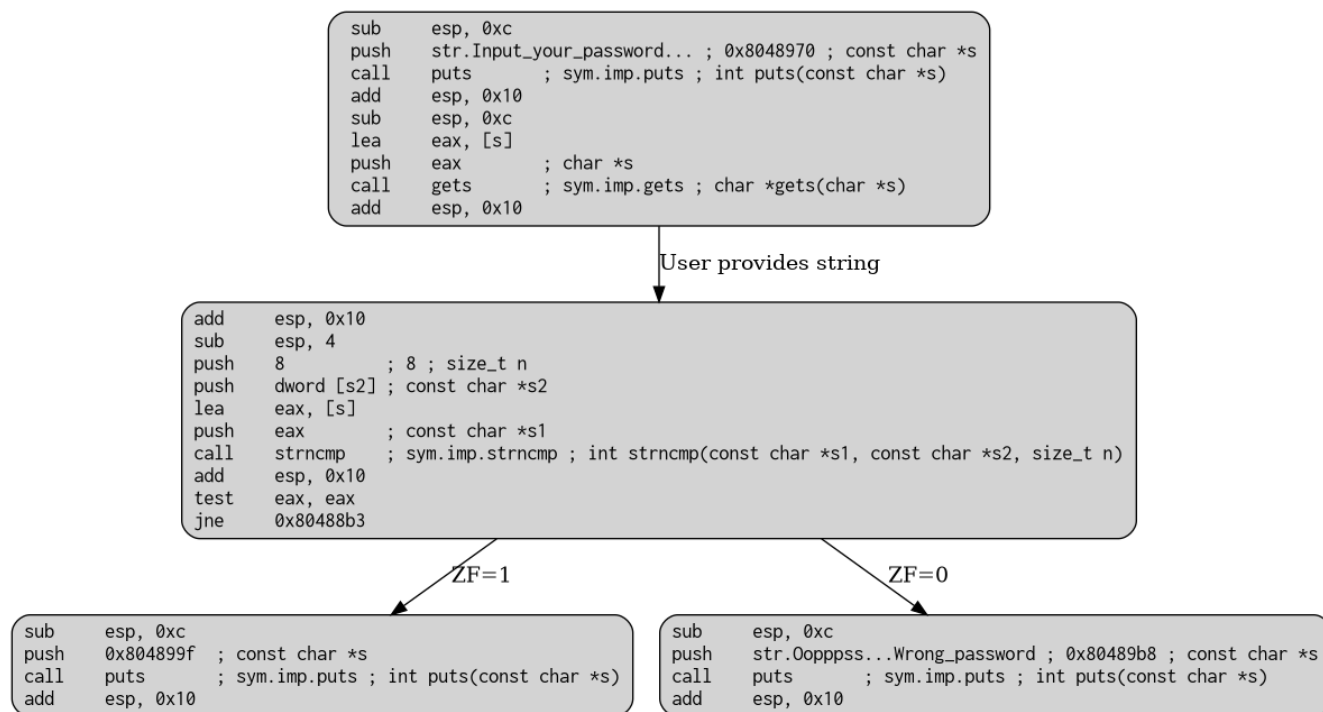 sub esp, 0xc
push str.Input_your_password... ; 0x8048970 ; const char *s
call puts ; sym.imp.puts ; int puts(const char *s)
add esp, 0x10
sub esp, 0xc
lea eax, [s]
push eax ; char *s
call gets ; sym.imp.gets ; char *gets(char *s)
add esp, 0x10
User provides string
add esp, 0x10
sub esp, 4
push 8 ; 8 ; size_t n
push dword [s2] ; const char *s2
lea eax, [s]
push eax ; const char *s1
call strncmp ; sym.imp.strncmp ; int strncmp(const char *s1, const char *s2, size_t n)
add esp, 0x10
test eax, eax
jne 0x80488b3
ZF=1
ZF=0
sub esp, 0xc
push 0x804899f ; const char *s
call puts ; sym.imp.puts ; int puts(const char *s)
add esp, 0x10
sub esp, 0xc
push str.Oopppss...Wrong_password ; 0x80489b8 ; const char *s
call puts ; sym.imp.puts ; int puts(const char *s)
add esp, 0x10